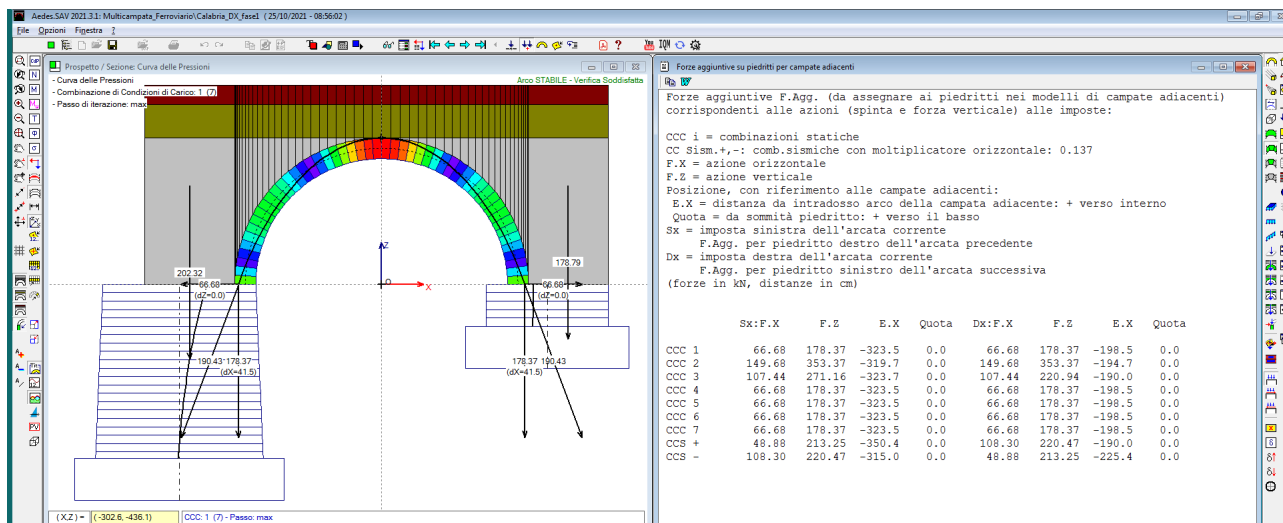 Aedes.SAV 2021.3.1: Multicampata_Ferroviario\Calabria_DX_fase1 ( 25/10/2021 - 08:56:02 )
File Opzioni Finestra ?
Prospetto / Sezione: Curva delle Pressioni
- Curva delle Pressioni
Arco STABILE - Verifica Soddisfatta
- Combinazione di Condizioni di Carico: 1 (7)
- Passo di iterazione: max
Z
O
X
202.32
66.68
(dZ=0.0)
178.79
66.68
(dZ=0.0)
190.43 178.37
(dX=41.5)
178.37 190.43
(dX=41.5)
(X,Z) = (-302.6, -436.1) CCC: 1 (7) - Passo: max
Forze aggiuntive su piedritti per campate adiacenti
Forze aggiuntive F.Agg. (da assegnare ai piedritti nei modelli di campate adiacenti)
corrispondenti alle azioni (spinta e forza verticale) alle imposte:
CCC i = combinazioni statiche
CC Sism.+,-: comb.sismiche con moltiplicatore orizzontale: 0.137
F.X = azione orizzontale
F.Z = azione verticale
Posizione, con riferimento alle campate adiacenti:
E.X = distanza da intradosso arco della campata adiacente: + verso interno
Quota = da sommità piedritto: + verso il basso
Sx = imposta sinistra dell'arcata corrente
F.Agg. per piedritto destro dell'arcata precedente
Dx = imposta destra dell'arcata corrente
F.Agg. per piedritto sinistro dell'arcata successiva
(forze in kN, distanze in cm)
Sx:F.X F.Z E.X Quota Dx:F.X F.Z E.X Quota
CCC 1 66.68 178.37 -323.5 0.0 66.68 178.37 -198.5 0.0
CCC 2 149.68 353.37 -319.7 0.0 149.68 353.37 -194.7 0.0
CCC 3 107.44 271.16 -323.7 0.0 107.44 220.94 -190.0 0.0
CCC 4 66.68 178.37 -323.5 0.0 66.68 178.37 -198.5 0.0
CCC 5 66.68 178.37 -323.5 0.0 66.68 178.37 -198.5 0.0
CCC 6 66.68 178.37 -323.5 0.0 66.68 178.37 -198.5 0.0
CCC 7 66.68 178.37 -323.5 0.0 66.68 178.37 -198.5 0.0
CCS + 48.88 213.25 -350.4 0.0 108.30 220.47 -190.0 0.0
CCS - 108.30 220.47 -315.0 0.0 48.88 213.25 -225.4 0.0